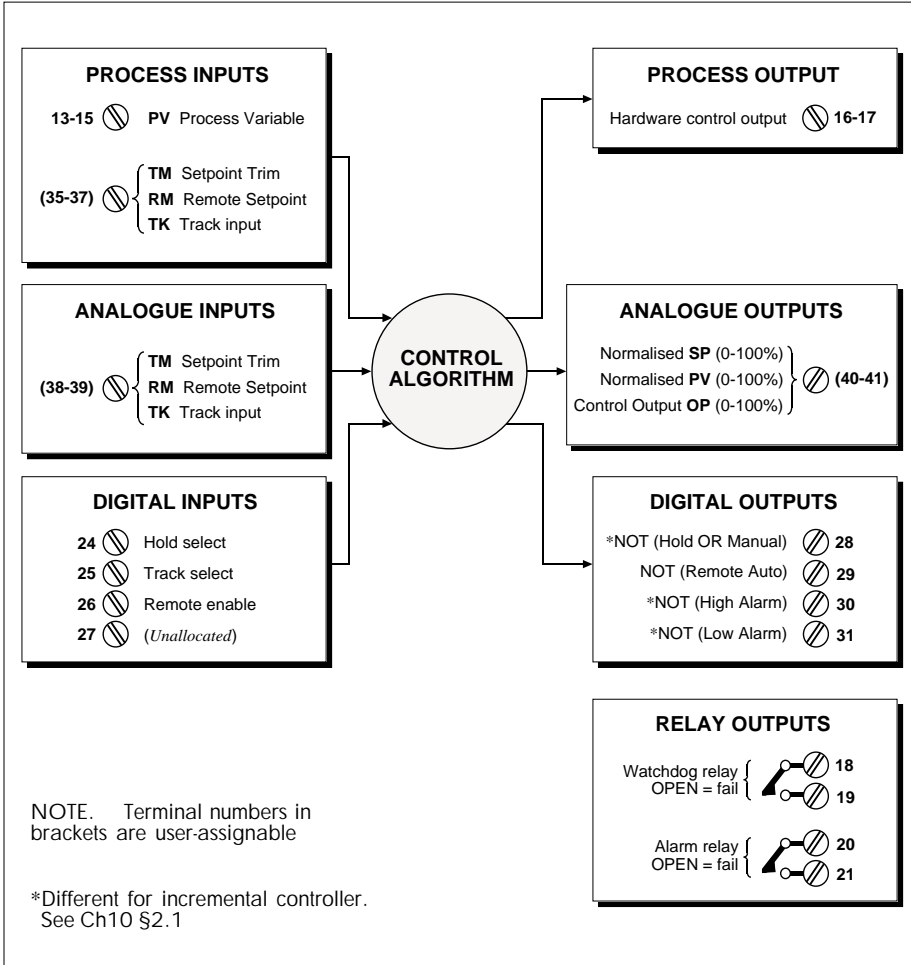 PROCESS INPUTS
13-15 PV Process Variable
TM Setpoint Trim
(35-37) RM Remote Setpoint
TK Track input
ANALOGUE INPUTS
TM Setpoint Trim
(38-39) RM Remote Setpoint
TK Track input
DIGITAL INPUTS
24 Hold select
25 Track select
26 Remote enable
27 (Unallocated)
CONTROL
ALGORITHM
PROCESS OUTPUT
Hardware control output 16-17
ANALOGUE OUTPUTS
Normalised SP (0-100%)
Normalised PV (0-100%) (40-41)
Control Output OP (0-100%)
DIGITAL OUTPUTS
*NOT (Hold OR Manual) 28
NOT (Remote Auto) 29
*NOT (High Alarm) 30
*NOT (Low Alarm) 31
RELAY OUTPUTS
Watchdog relay 18
OPEN = fail 19
Alarm relay 20
OPEN = fail 21
NOTE. Terminal numbers in
brackets are user-assignable
*Different for incremental controller.
See Ch10 §2.1